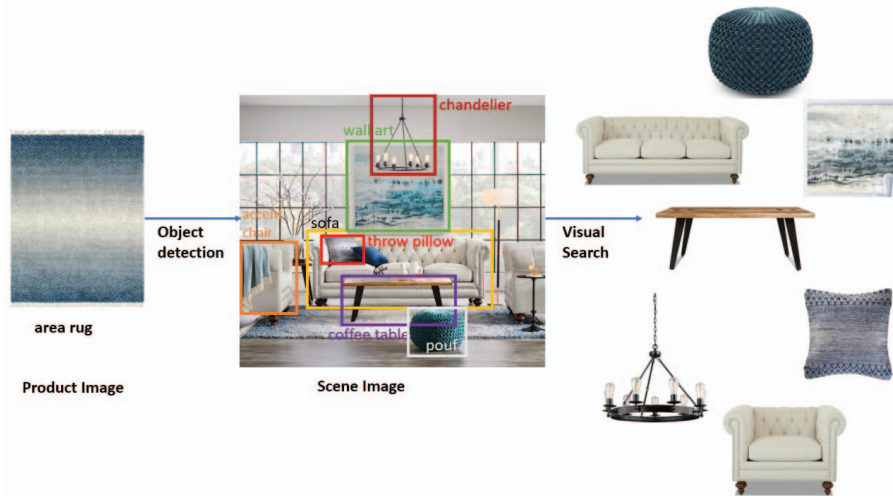 area rug
Product Image
Object
detection
chandelier
wall art
accent
chair
sofa
throw pillow
coffee table
pouf
Scene Image
Visual
Search